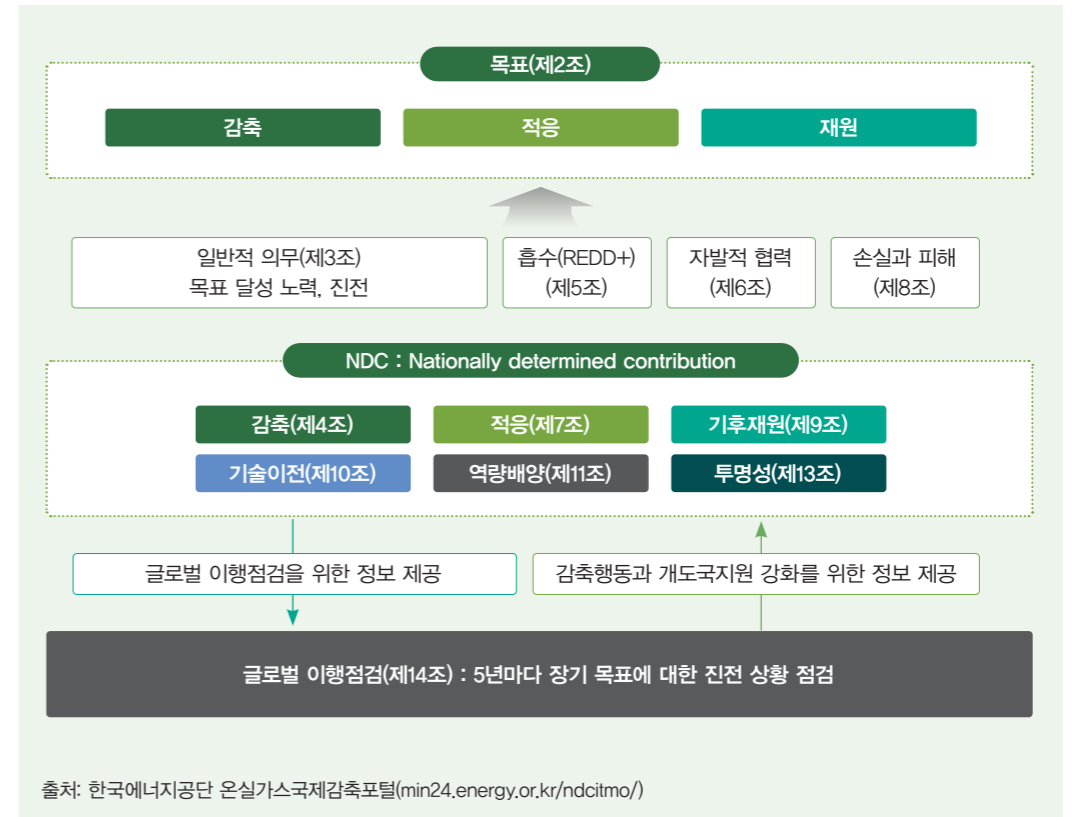 목표(제2조)
감축
적응
재원
일반적 의무(제3조)
목표 달성 노력, 진전
흡수(REDD+)
(제5조)
자발적 협력
(제6조)
손실과 피해
(제8조)
NDC : Nationally determined contribution
감축(제4조)
적응(제7조)
기후재원(제9조)
기술이전(제10조)
역량배양(제11조)
투명성(제13조)
글로벌 이행점검을 위한 정보 제공
감축행동과 개도국지원 강화를 위한 정보 제공
글로벌 이행점검(제14조) : 5년마다 장기 목표에 대한 진전 상황 점검
출처: 한국에너지공단 온실가스국제감축포털(min24.energy.or.kr/ndcitmo/)